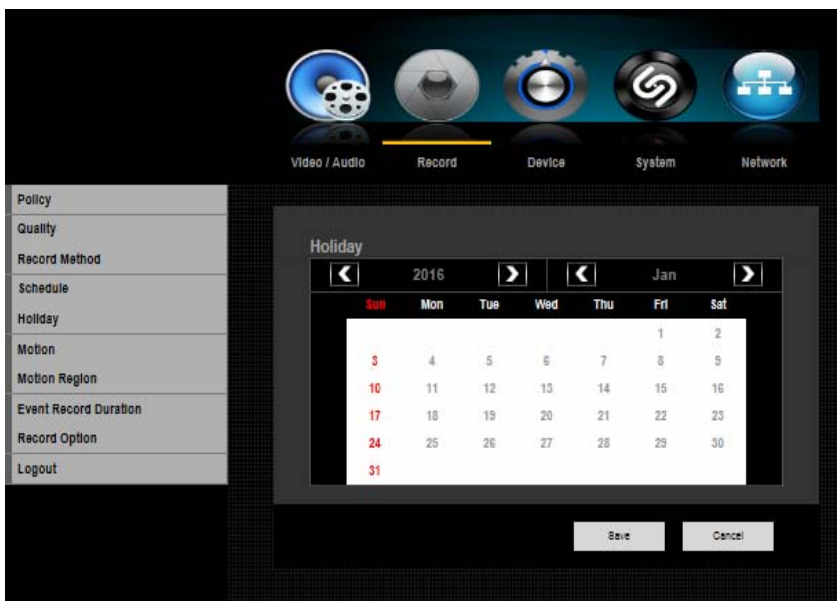 Video / Audio Record Device System Network
Policy
Quality
Record Method
Schedule
Holiday
Motion
Motion Region
Event Record Duration
Record Option
Logout
Holiday
2016 Jan
Sun Mon Tue Wed Thu Fri Sat
1 2
3 4 5 6 7 8 9
10 11 12 13 14 15 16
17 18 19 20 21 22 23
24 25 26 27 28 29 30
31
Save Cancel